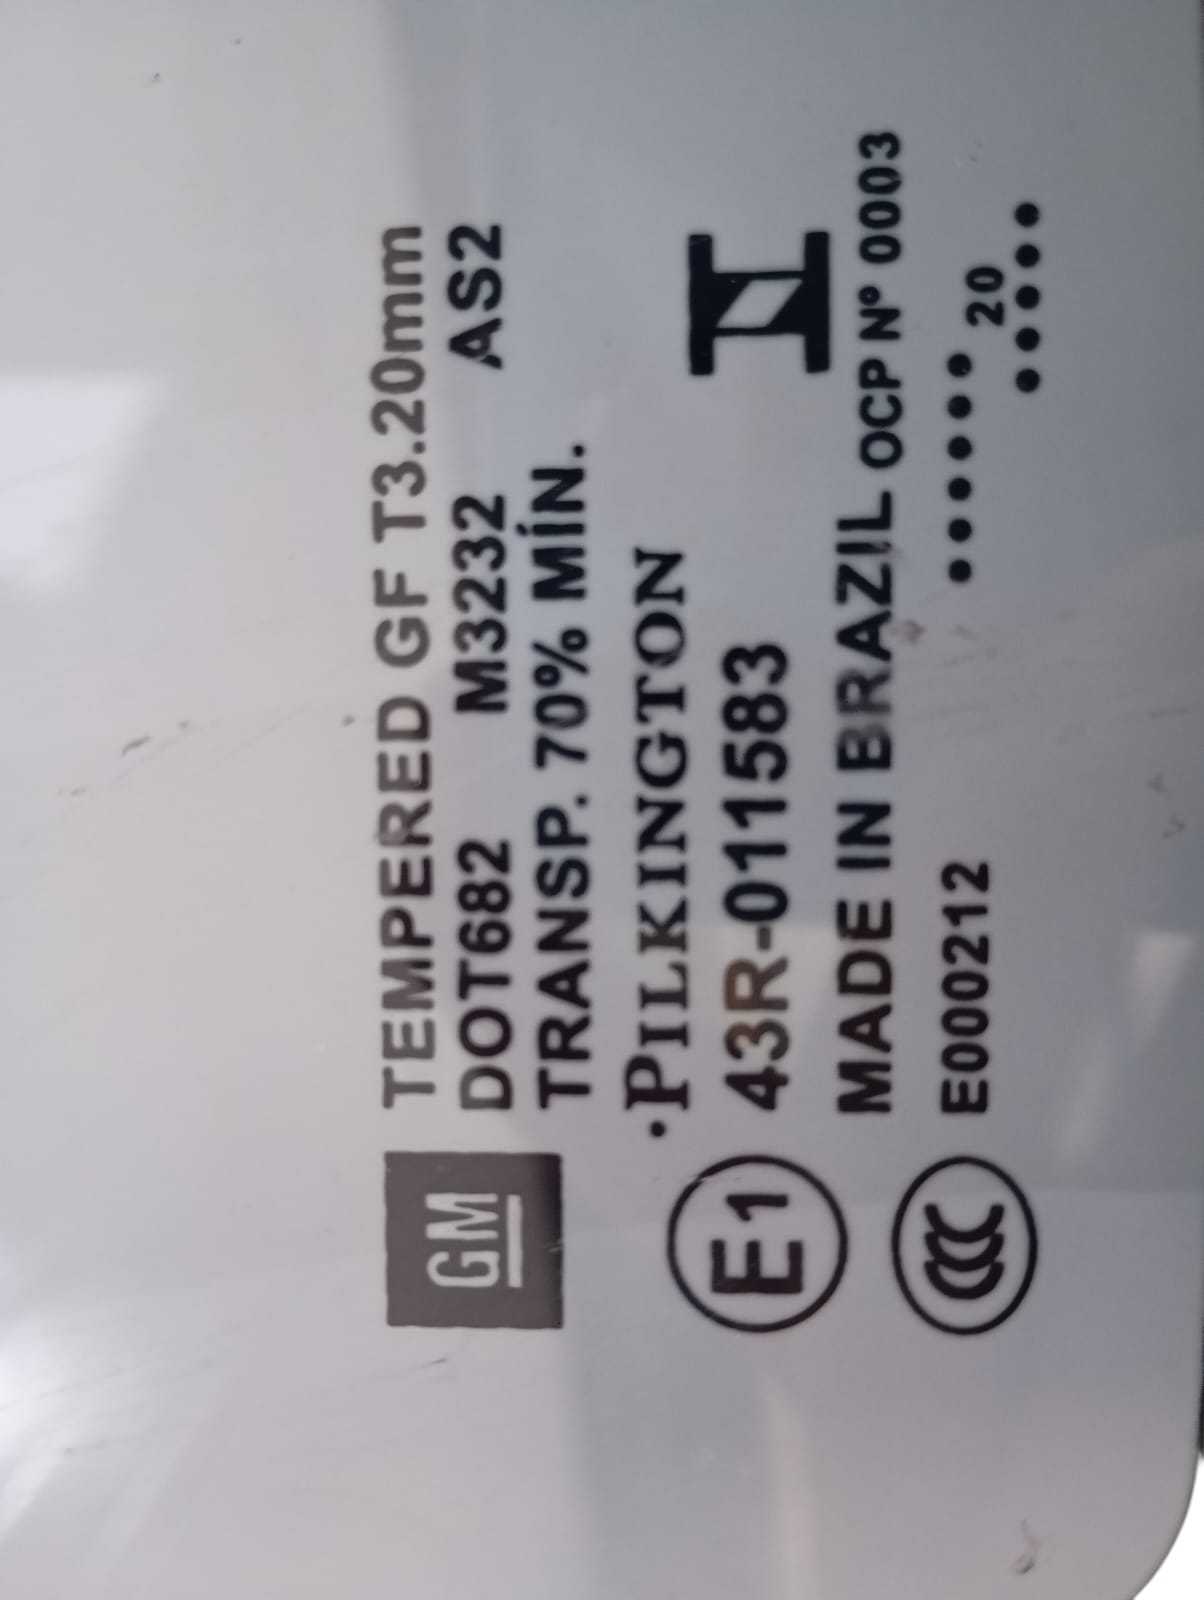 GM
TEMPERED GF T3.20mm
DOT682 M3232 AS2
TRANSP. 70% MÍN.
PILKINGTON
E1 43R-011583
MADE IN BRAZIL OCP Nº 0003
CCC E000212
20